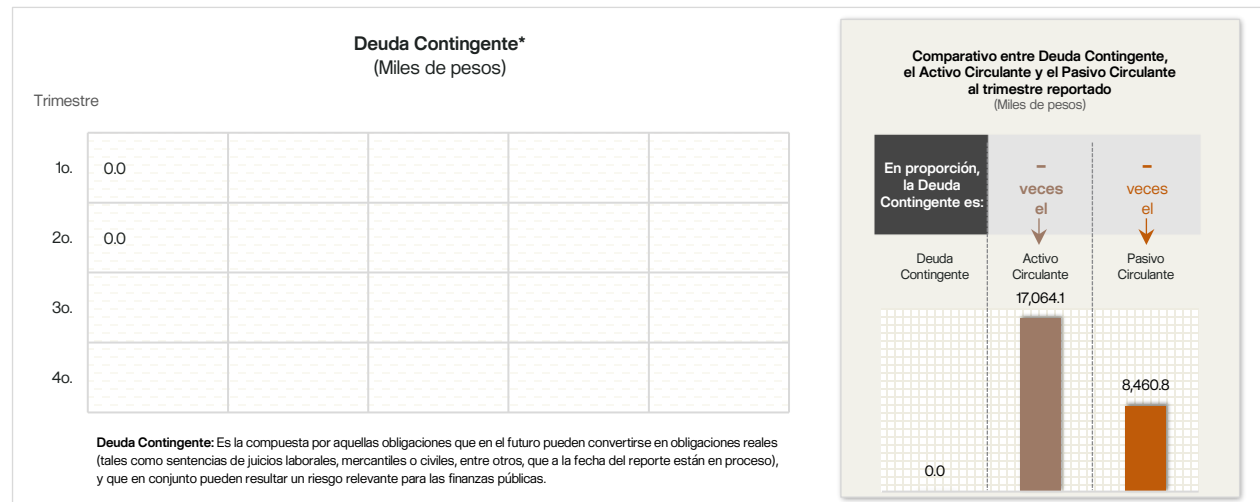 Deuda Contingente*
(Miles de pesos)
Trimestre
1o. 0.0
2o. 0.0
3o.
4o.
Deuda Contingente: Es la compuesta por aquellas obligaciones que en el futuro pueden convertirse en obligaciones reales
(tales como sentencias de juicios laborales, mercantiles o civiles, entre otros, que a la fecha del reporte están en proceso),
y que en conjunto pueden resultar un riesgo relevante para las finanzas públicas.
Comparativo entre Deuda Contingente,
el Activo Circulante y el Pasivo Circulante
al trimestre reportado
(Miles de pesos)
En proporción,
la Deuda
Contingente es:
–
veces
el
–
veces
el
Deuda
Contingente
Activo
Circulante
Pasivo
Circulante
17,064.1
8,460.8
0.0